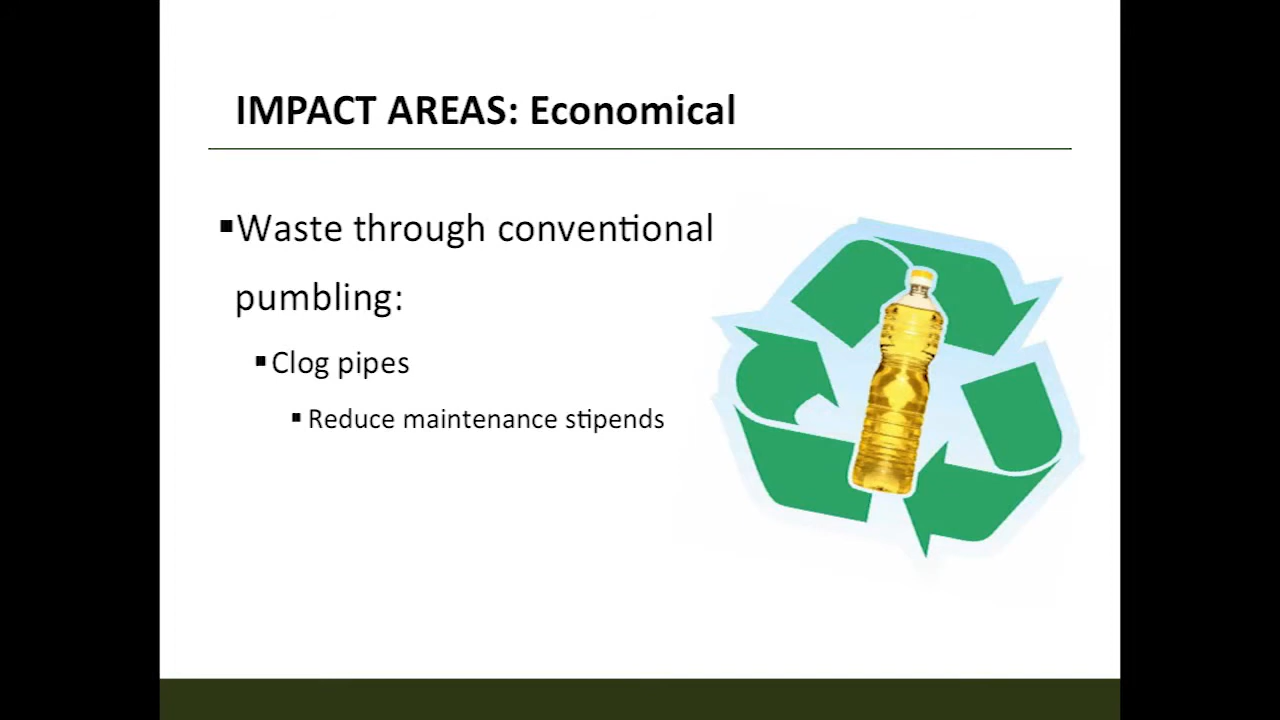 IMPACT AREAS: Economical
▪Waste through conventional
pumbling:
▪Clog pipes
▪Reduce maintenance stipends